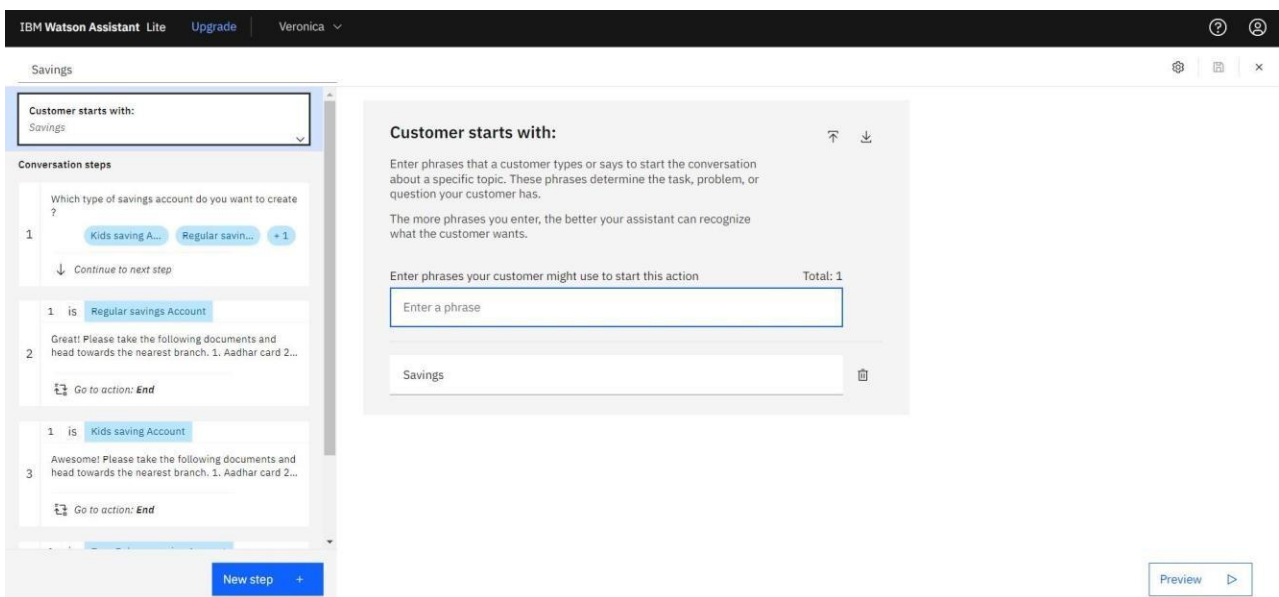 IBM Watson Assistant Lite Upgrade Veronica
Savings
Customer starts with:
Savings
Conversation steps
Which type of savings account do you want to create
?
1
Kids saving A... Regular savin... + 1
Continue to next step
1 is Regular savings Account
Great! Please take the following documents and
2 head towards the nearest branch. 1. Aadhar card 2...
Go to action: End
1 is Kids saving Account
Awesome! Please take the following documents and
3 head towards the nearest branch. 1. Aadhar card 2...
Go to action: End
New step +
Customer starts with:
Enter phrases that a customer types or says to start the conversation
about a specific topic. These phrases determine the task, problem, or
question your customer has.
The more phrases you enter, the better your assistant can recognize
what the customer wants.
Enter phrases your customer might use to start this action Total: 1
Enter a phrase
Savings
Preview